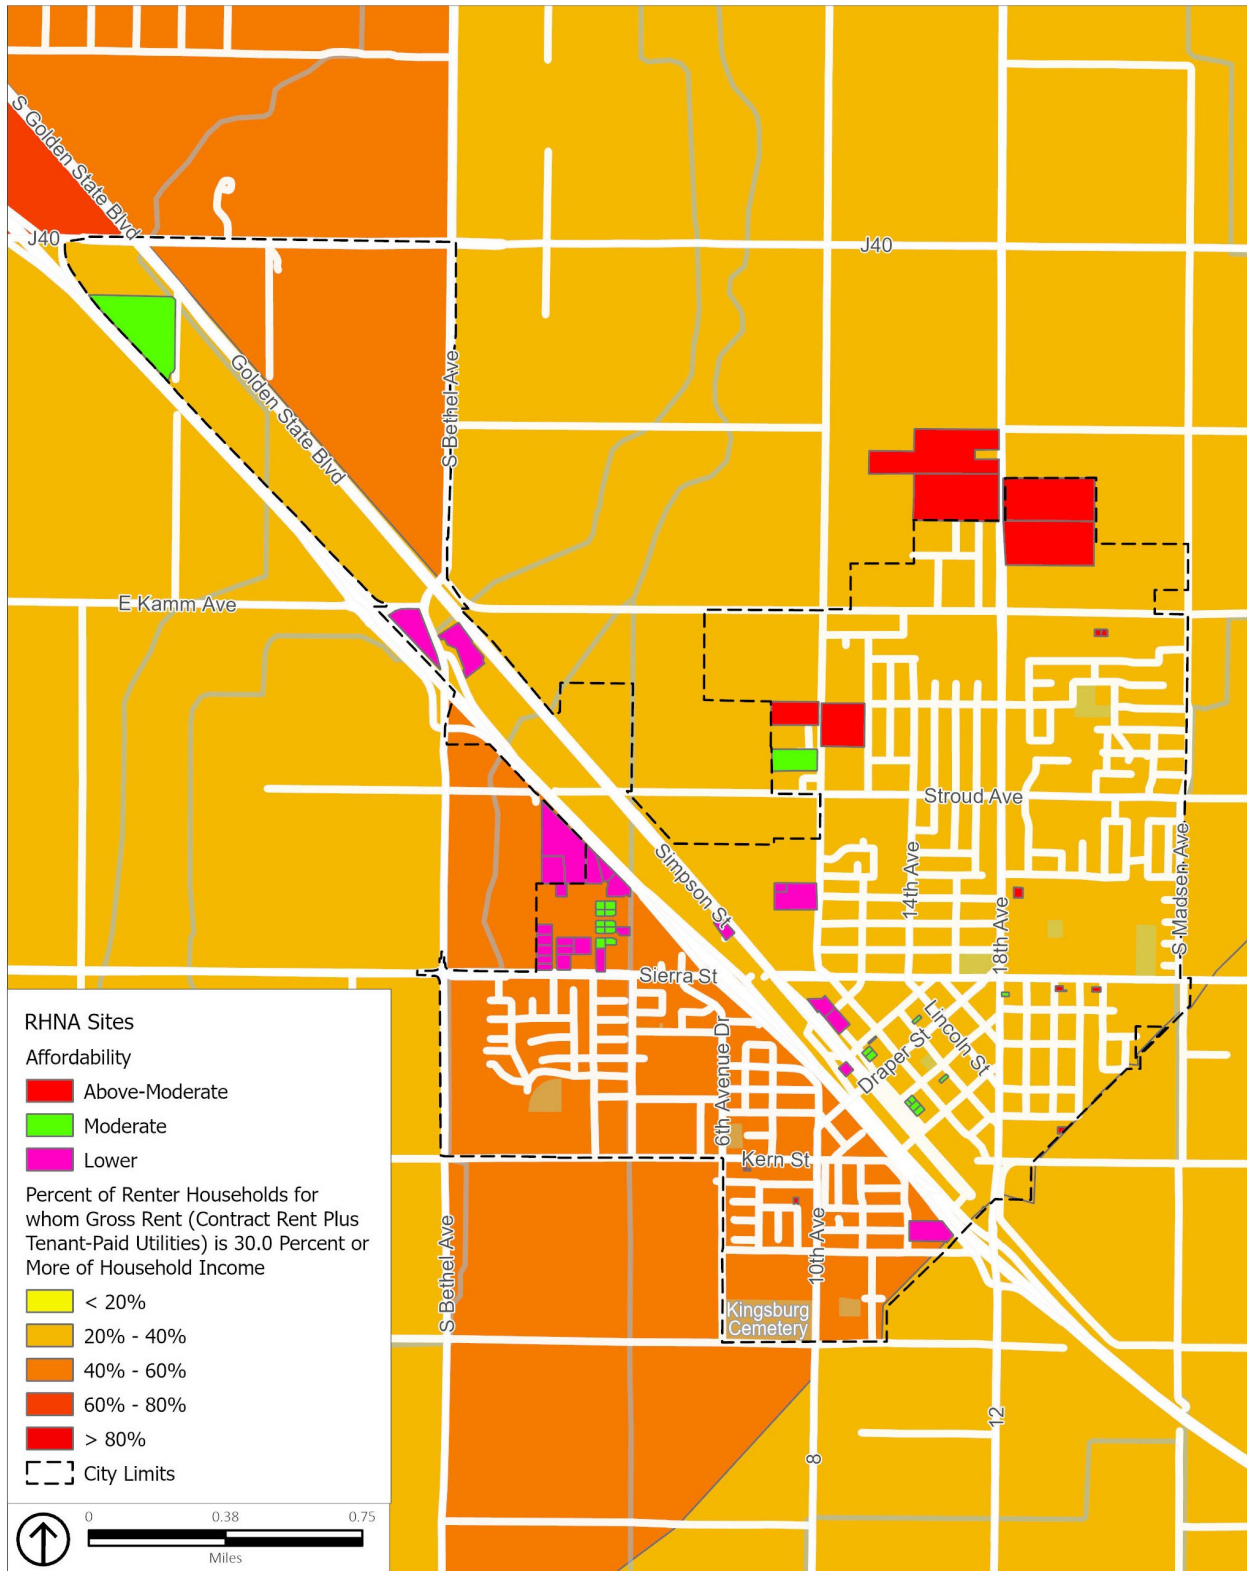 S Golden State Blvd
J40
J40
Golden State Blvd
S Bethel Ave
E Kamm Ave
Stroud Ave
Simpson St
14th Ave
18th Ave
S Madsen Ave
Sierra St
Lincoln St
Draper St
6th Avenue Dr
Kern St
10th Ave
S Bethel Ave
Kingsburg
Cemetery
8
12
RHNA Sites
Affordability
Above-Moderate
Moderate
Lower
Percent of Renter Households for
whom Gross Rent (Contract Rent Plus
Tenant-Paid Utilities) is 30.0 Percent or
More of Household Income
< 20%
20% - 40%
40% - 60%
60% - 80%
> 80%
City Limits
0 0.38 0.75
Miles